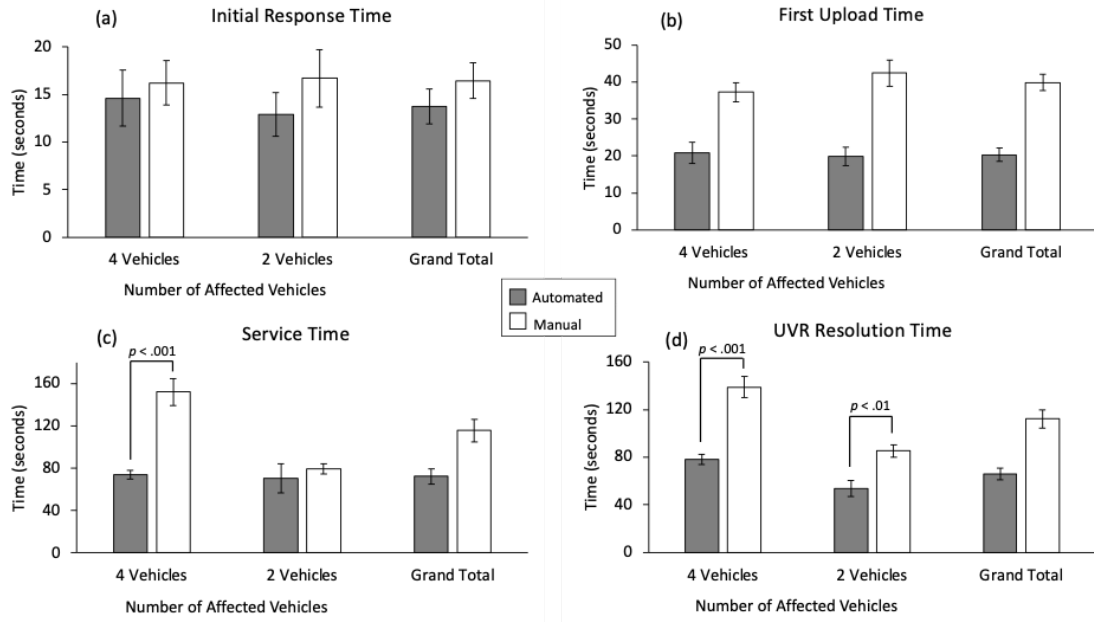 (a) Initial Response Time
Time (seconds)
20
15
10
5
0
4 Vehicles 2 Vehicles Grand Total
Number of Affected Vehicles
(b) First Upload Time
Time (seconds)
50
40
30
20
10
0
4 Vehicles 2 Vehicles Grand Total
Number of Affected Vehicles
Automated
Manual
(c) Service Time
Time (seconds)
p < .001
160
120
80
40
0
4 Vehicles 2 Vehicles Grand Total
Number of Affected Vehicles
(d) UVR Resolution Time
Time (seconds)
p < .001
p < .01
160
120
80
40
0
4 Vehicles 2 Vehicles Grand Total
Number of Affected Vehicles